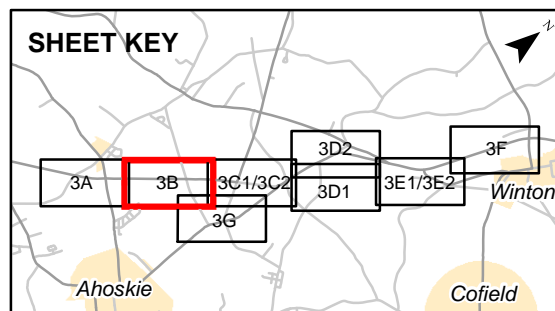 SHEET KEY
N
3D2
3F
3A
3B
3C1/3C2
3D1
3E1/3E2
Winton
3G
Ahoskie
Cofield